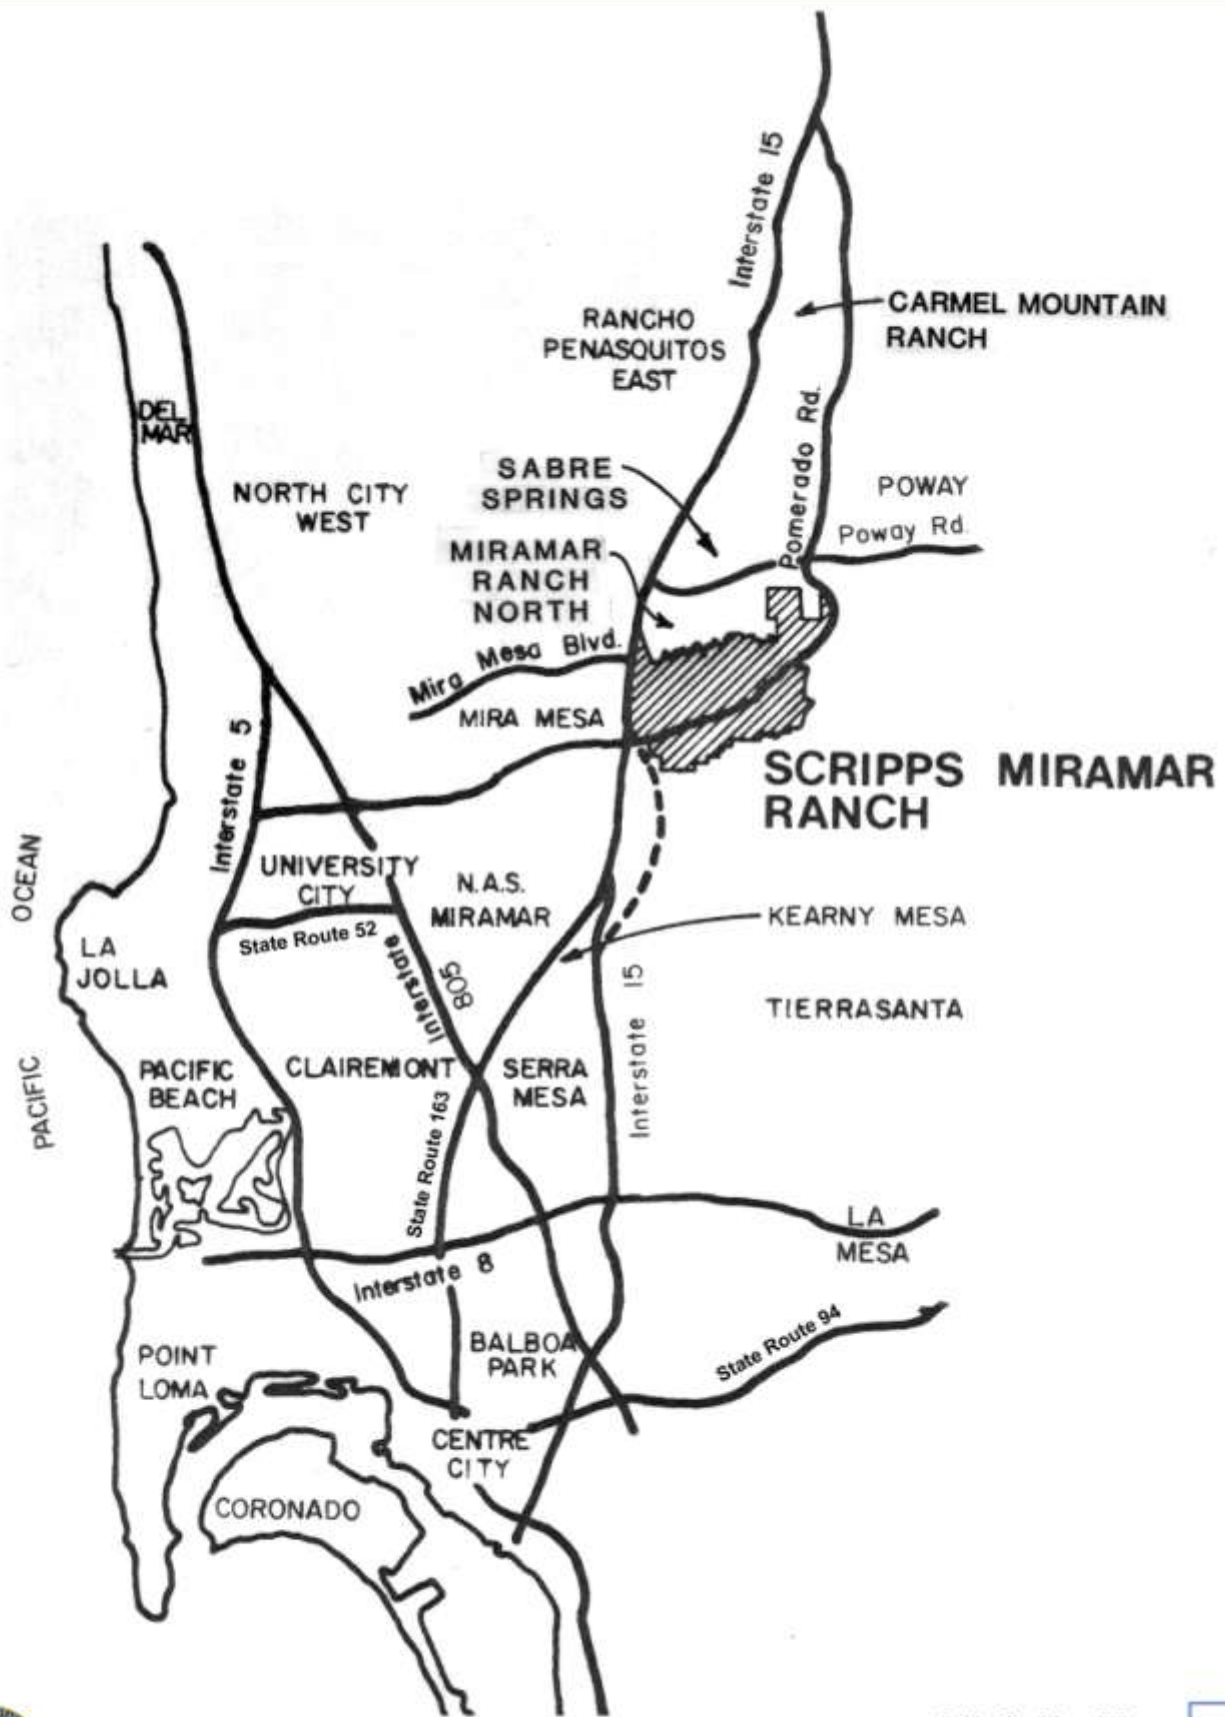 Interstate 15
CARMEL MOUNTAIN
RANCH
RANCHO
PENASQUITOS
EAST
DEL
MAR
Pomerado Rd.
SABRE
SPRINGS
NORTH CITY
WEST
POWAY
Poway Rd.
MIRAMAR
RANCH
NORTH
Mira Mesa Blvd.
MIRA MESA
Interstate 5
SCRIPPS MIRAMAR
RANCH
UNIVERSITY
CITY
N.A.S.
MIRAMAR
OCEAN
KEARNY MESA
State Route 52
LA
JOLLA
Interstate
805
Interstate 15
TIERRASANTA
PACIFIC
PACIFIC
BEACH
CLAIREMONT
SERRA
MESA
State Route 163
LA
MESA
Interstate 8
POINT
LOMA
BALBOA
PARK
State Route 94
CENTRE
CITY
CORONADO